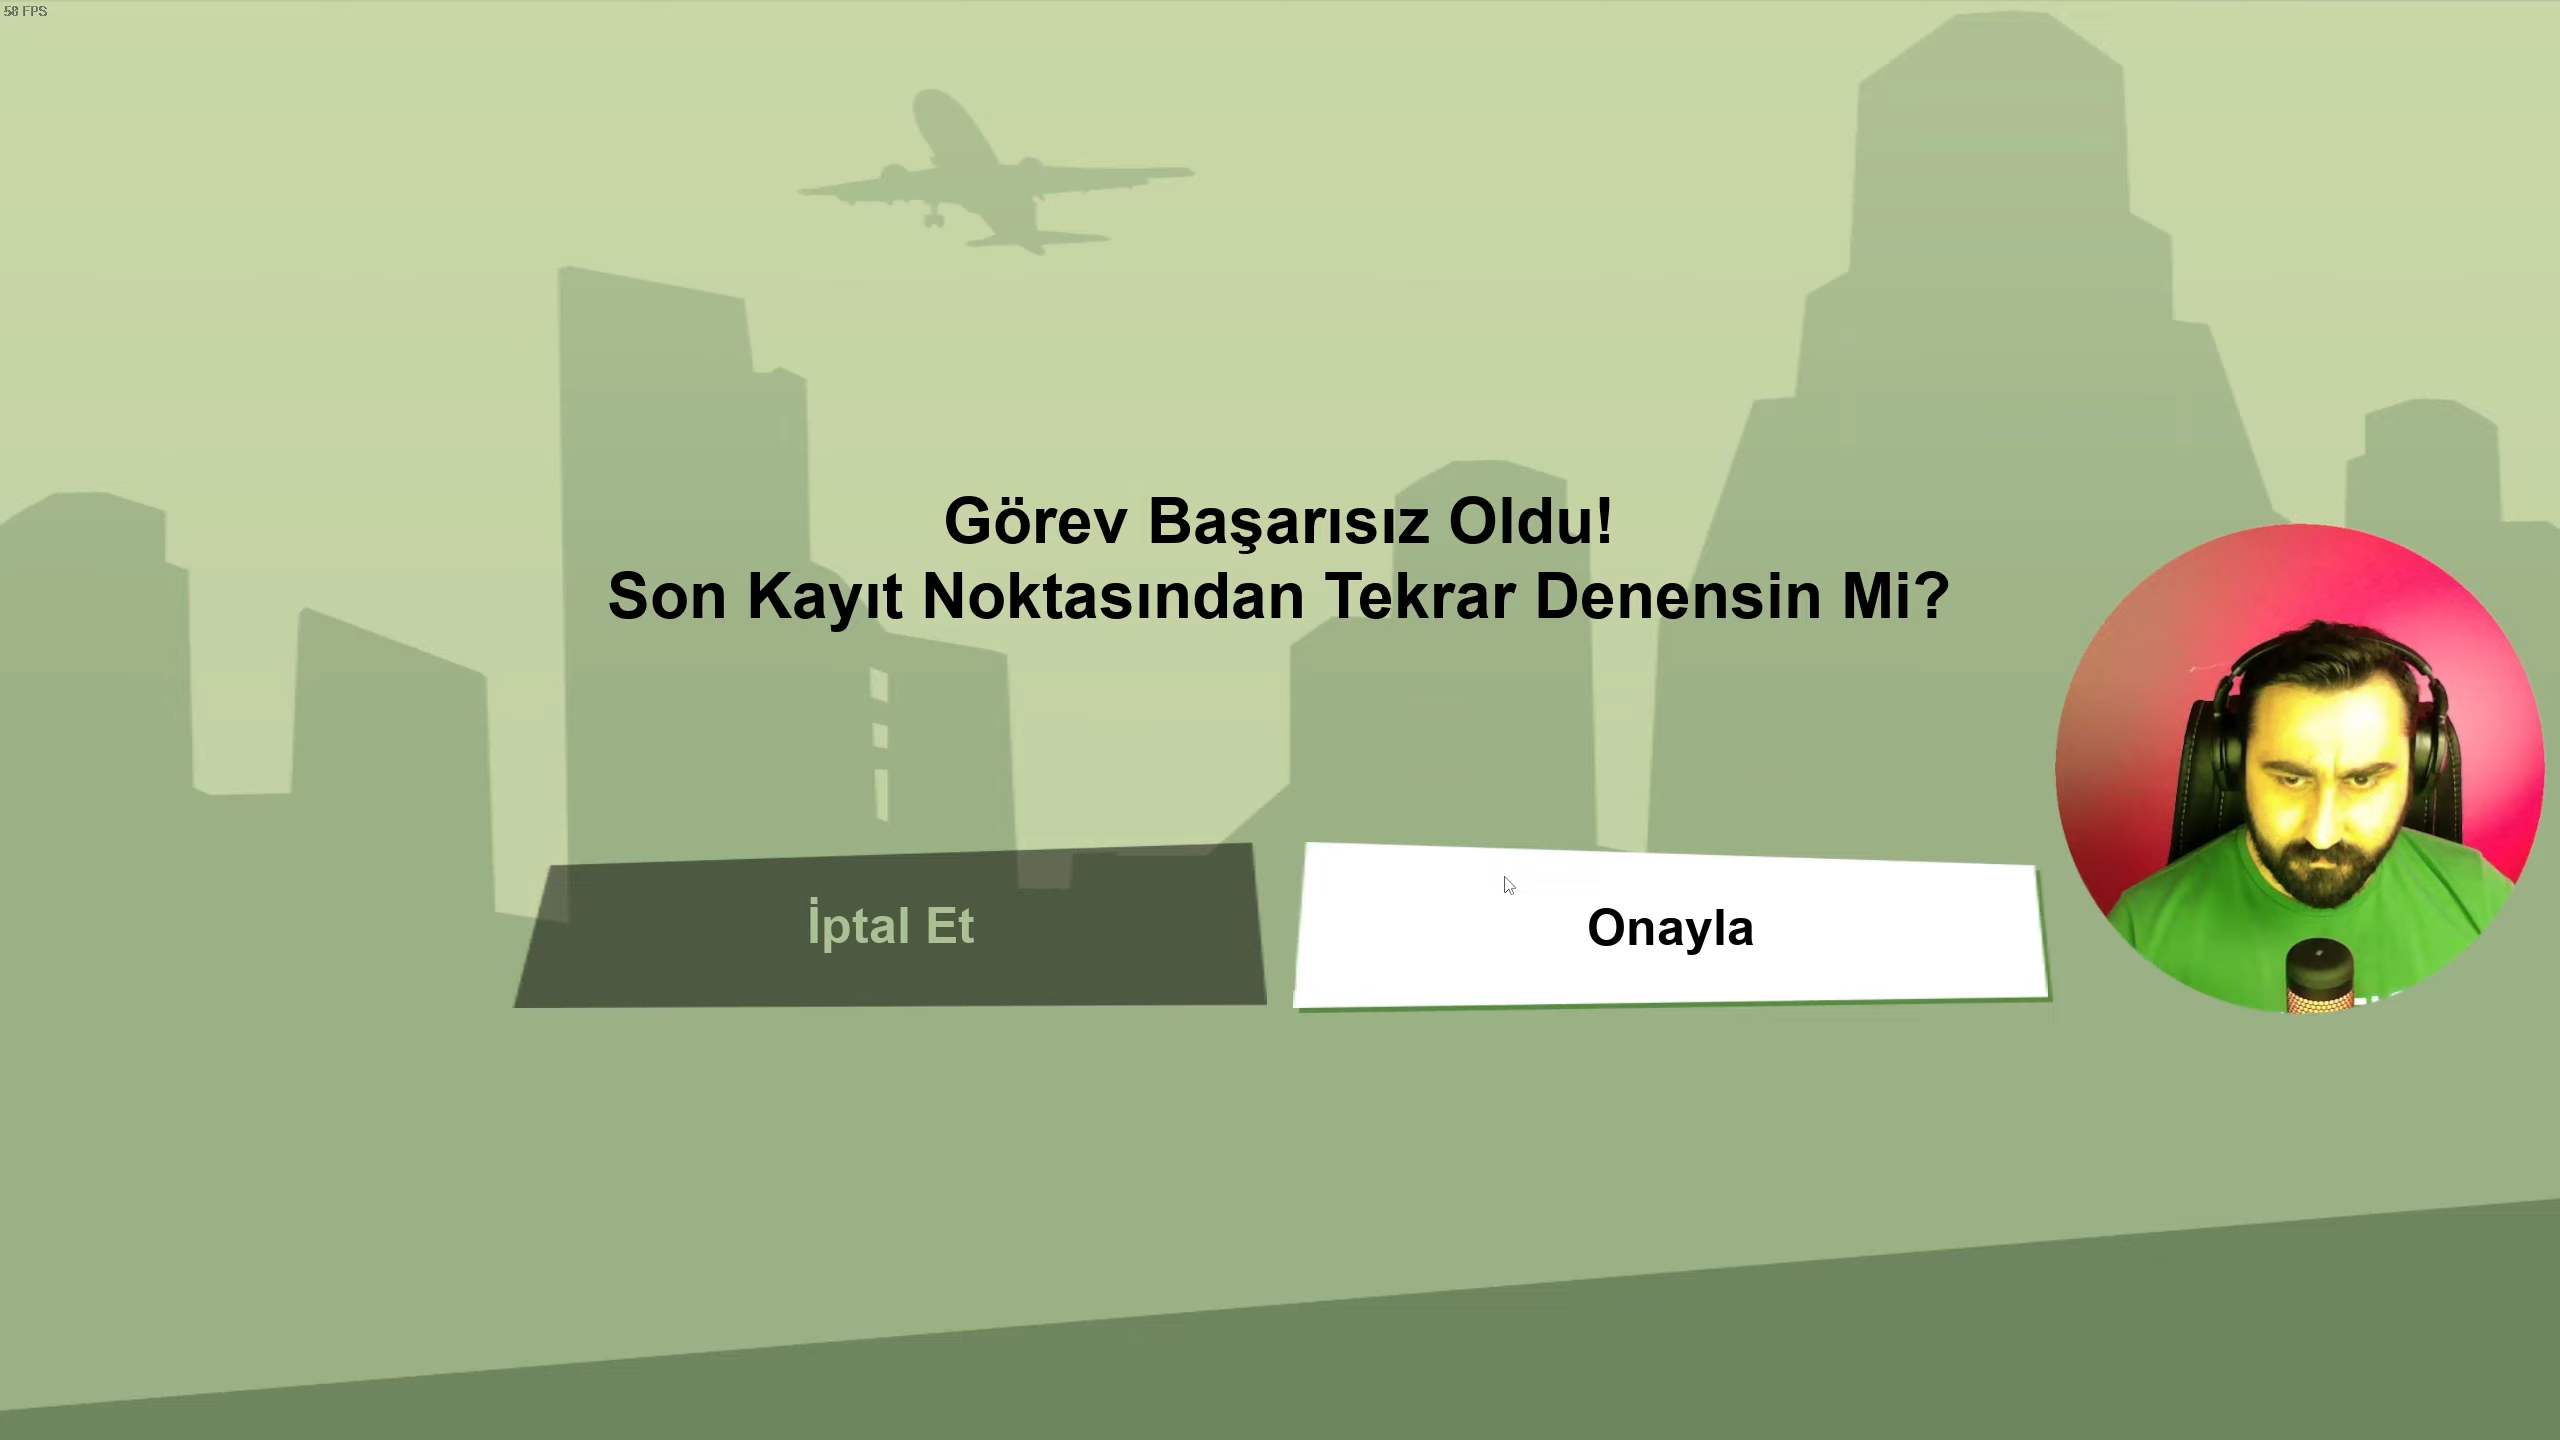 58 FPS
Görev Başarısız Oldu!
Son Kayıt Noktasından Tekrar Denensin Mi?
İptal Et
Onayla